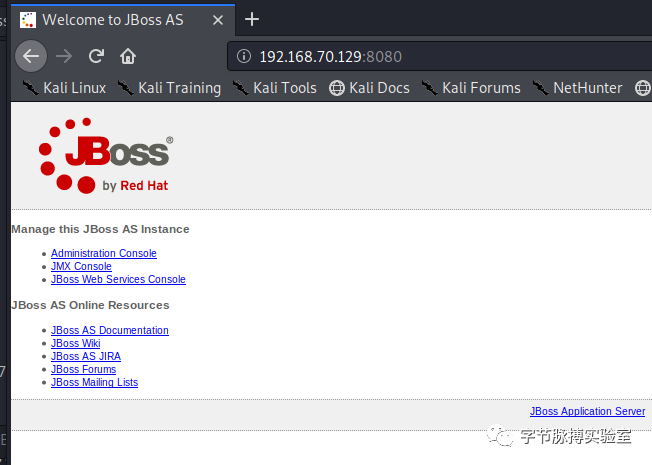 Welcome to JBoss AS
192.168.70.129:8080
Kali Linux Kali Training Kali Tools Kali Docs Kali Forums NetHunter
JBoss®
by Red Hat
Manage this JBoss AS Instance
Administration Console
JMX Console
JBoss Web Services Console
JBoss AS Online Resources
JBoss AS Documentation
JBoss Wiki
JBoss AS JIRA
JBoss Forums
JBoss Mailing Lists
JBoss Application Server
字节脉搏实验室